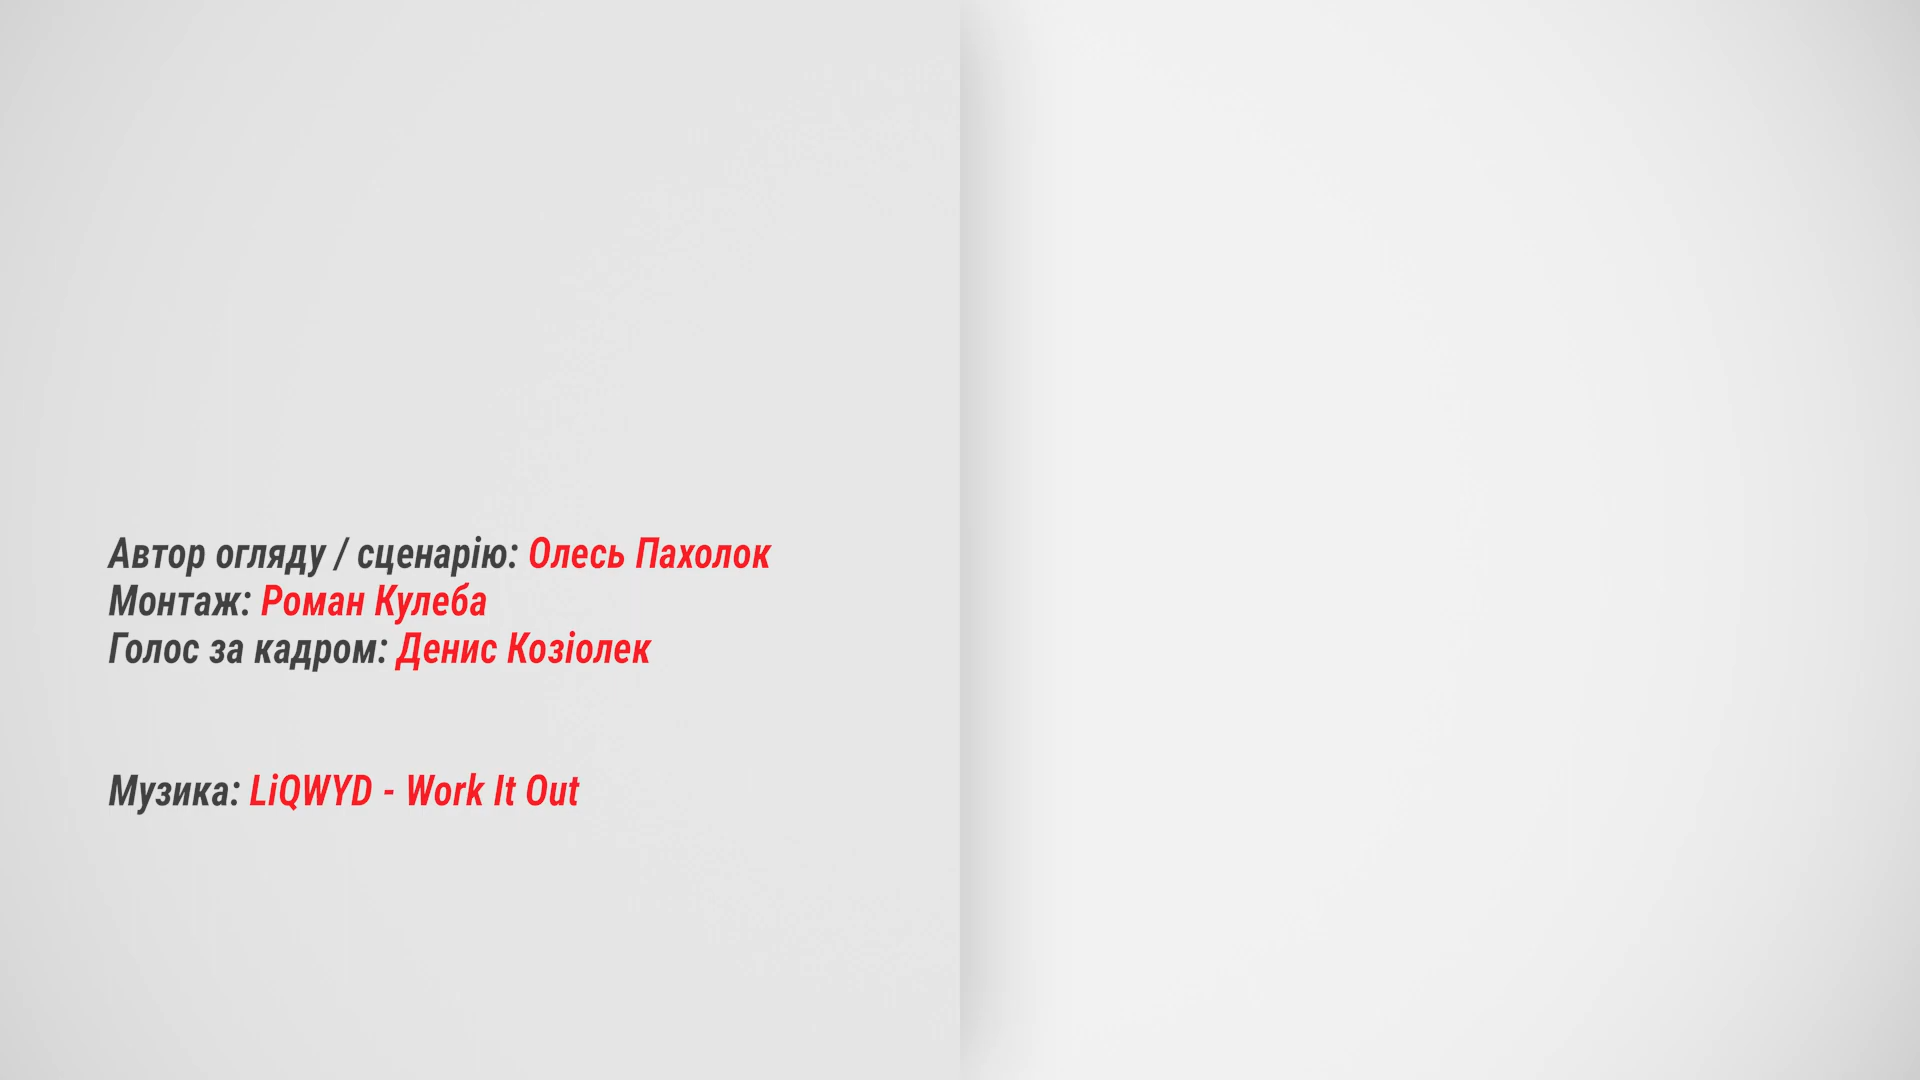 Автор огляду / сценарію: Олесь Пахолок
Монтаж: Роман Кулеба
Голос за кадром: Денис Козіолек
Музика: LiQWYD - Work It Out